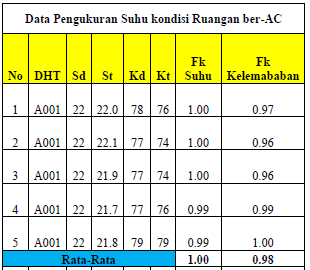 Data Pengukuran Suhu kondisi Ruangan ber-AC
No DHT Sd St Kd Kt Fk Suhu Fk Kelemababan
1 A001 22 22.0 78 76 1.00 0.97
2 A001 22 22.1 77 74 1.00 0.96
3 A001 22 21.9 77 74 1.00 0.96
4 A001 22 21.7 77 76 0.99 0.99
5 A001 22 21.8 79 79 0.99 1.00
Rata-Rata 1.00 0.98